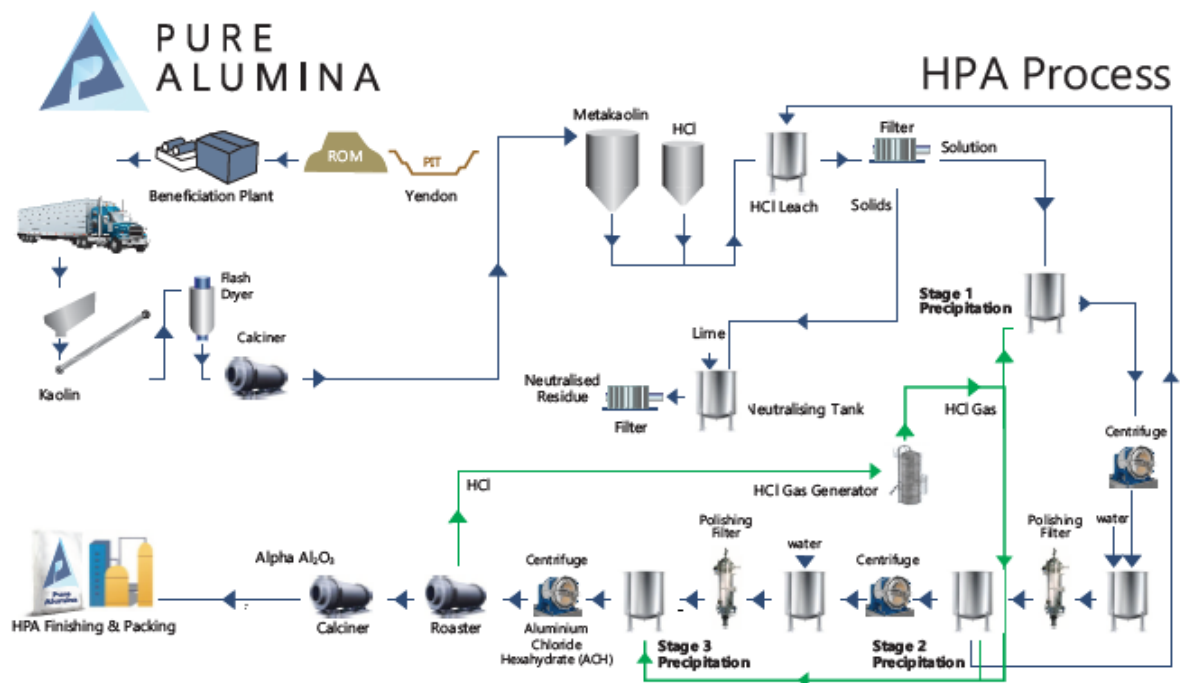 PURE
ALUMINA
HPA Process
Metakaolin
HCl
Filter
Solution
ROM
PIT
Beneficiation Plant
Yendon
HCl Leach
Solids
Flash
Dryer
Stage 1
Precipitation
Calciner
Lime
Kaolin
Neutralised
Residue
Neutralising Tank
Filter
HCl Gas
Centrifuge
HCl
HCl Gas Generator
Polishing
Filter
water
Polishing
Filter
water
Alpha Al₂O₃
Centrifuge
Centrifuge
Pure
Alumina
HPA Finishing & Packing
Calciner
Roaster
Aluminium
Chloride
Hexahydrate (ACH)
Stage 3
Precipitation
Stage 2
Precipitation